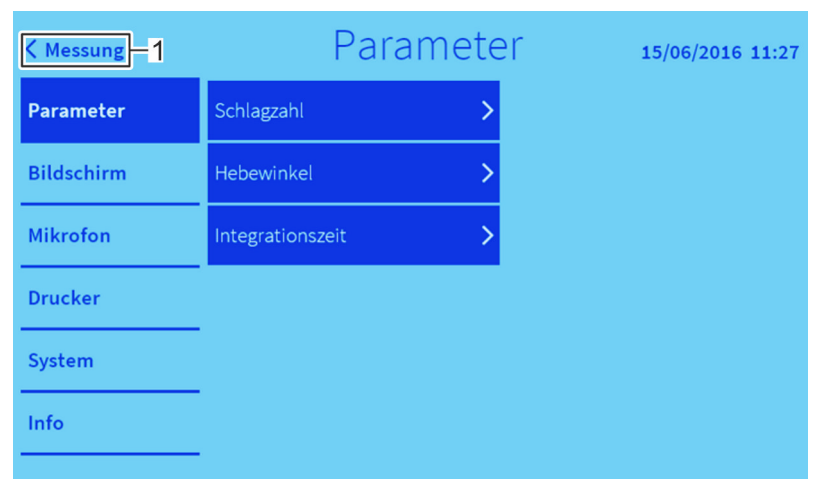 < Messung
1
Parameter
15/06/2016 11:27
Parameter
Bildschirm
Mikrofon
Drucker
System
Info
Schlagzahl
Hebewinkel
Integrationszeit